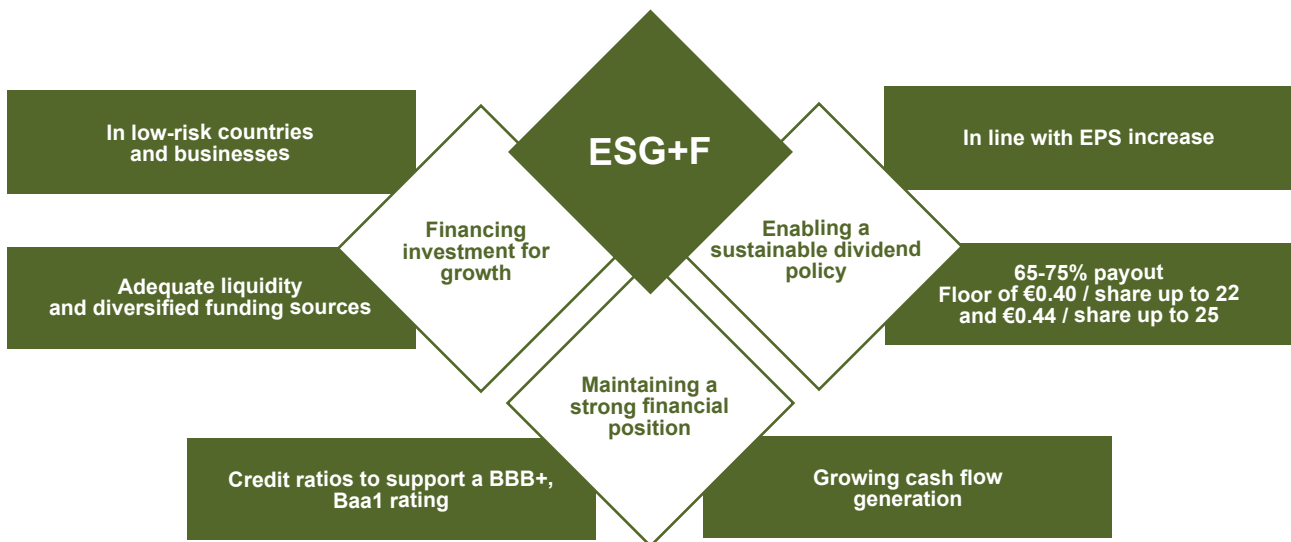 ESG+F
In low-risk countries
and businesses
Adequate liquidity
and diversified funding sources
Financing
investment for
growth
Enabling a
sustainable dividend
policy
In line with EPS increase
65-75% payout
Floor of €0.40 / share up to 22
and €0.44 / share up to 25
Maintaining a
strong financial
position
Credit ratios to support a BBB+,
Baa1 rating
Growing cash flow
generation